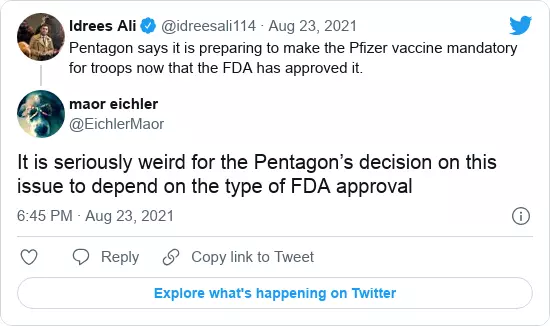 Idrees Ali @idreesali114 · Aug 23, 2021
Pentagon says it is preparing to make the Pfizer vaccine mandatory
for troops now that the FDA has approved it.
maor eichler
@EichlerMaor
It is seriously weird for the Pentagon’s decision on this
issue to depend on the type of FDA approval
6:45 PM · Aug 23, 2021
Reply Copy link to Tweet
Explore what's happening on Twitter